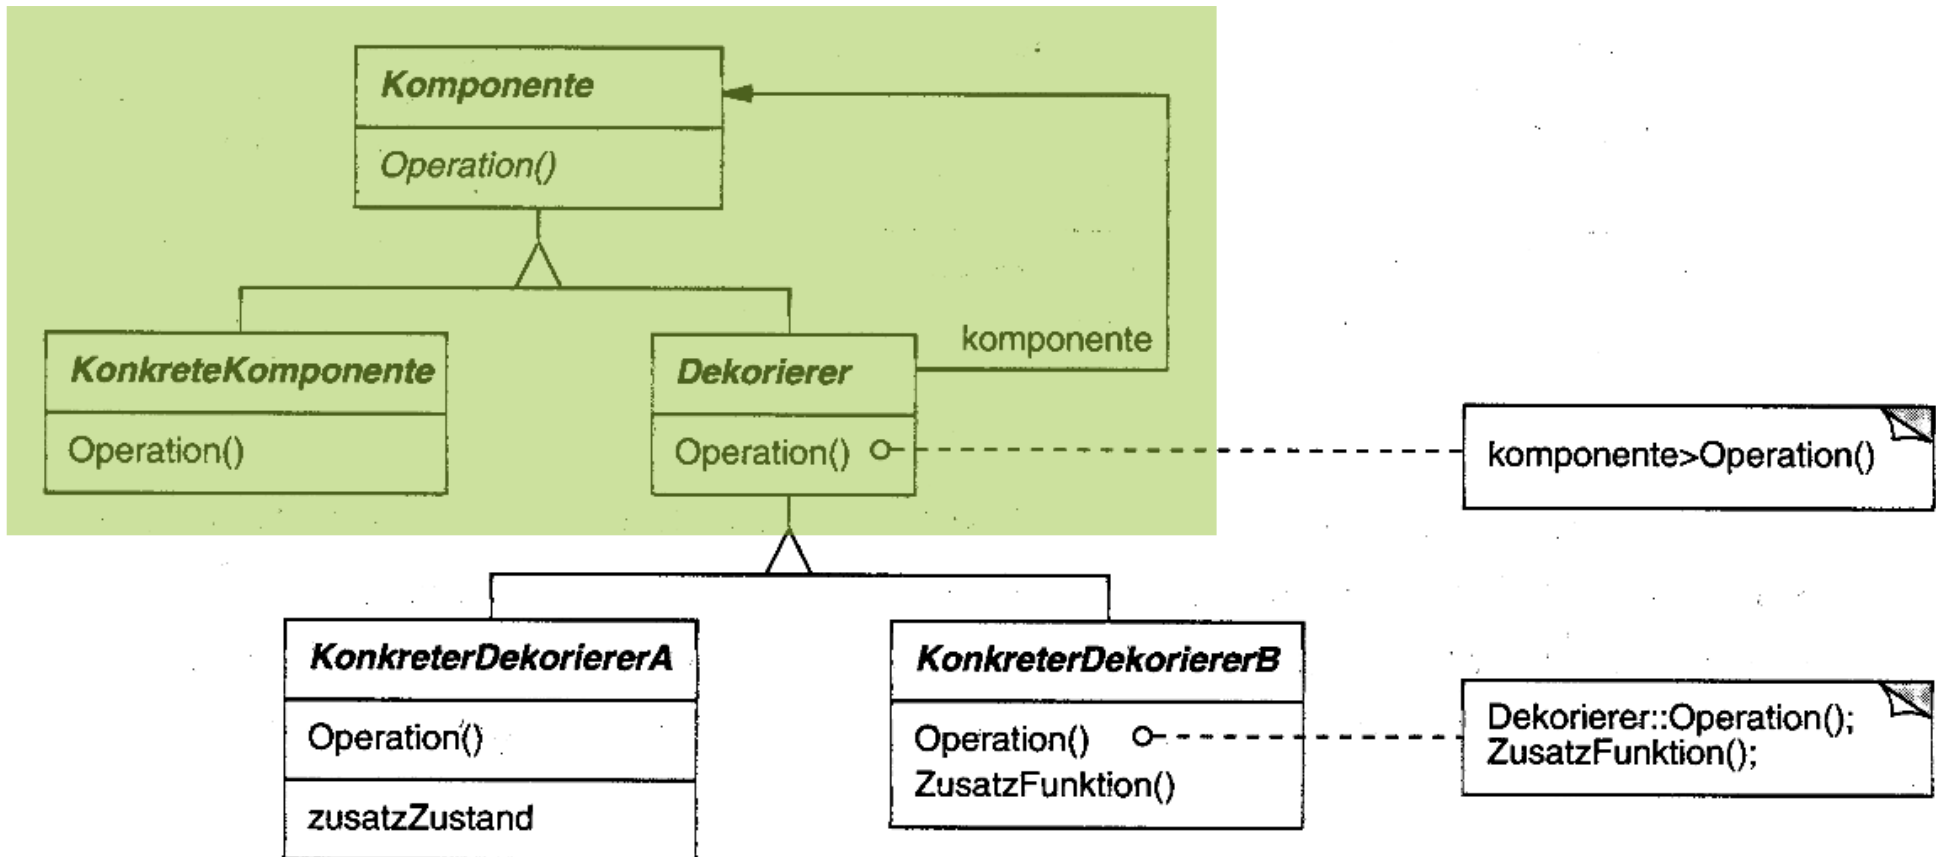 Komponente
Operation()
KonkreteKomponente
Operation()
Dekorierer
Operation()
komponente
komponente>Operation()
KonkreterDekoriererA
Operation()
zusatzZustand
KonkreterDekoriererB
Operation()
ZusatzFunktion()
Dekorierer::Operation();
ZusatzFunktion();